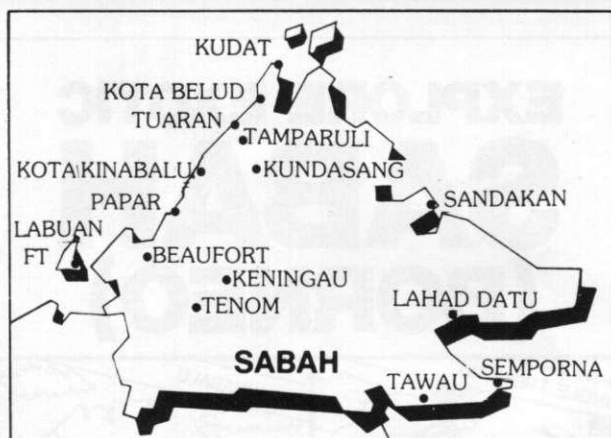 KUDAT
KOTA BELUD
TUARAN
TAMPARULI
KOTA KINABALU
KUNDASANG
PAPAR
SANDAKAN
LABUAN
FT
BEAUFORT
KENINGAU
TENOM
LAHAD DATU
SABAH
SEMPORNA
TAWAU